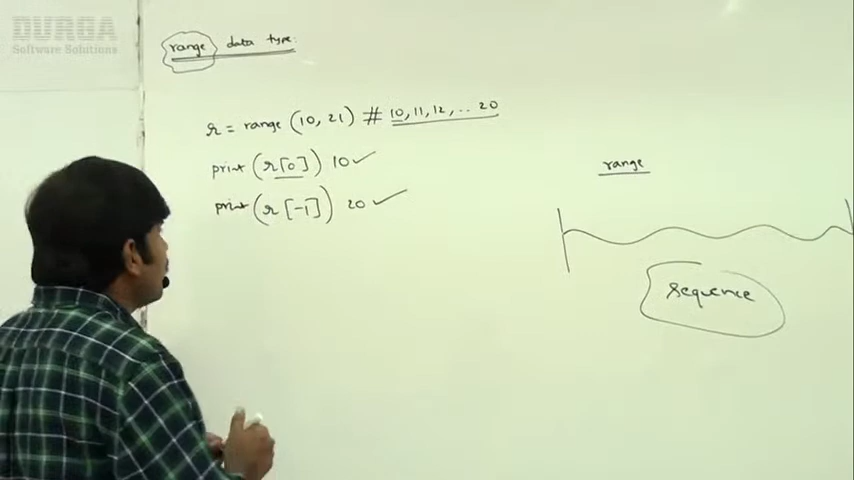 DURGA
Software Solutions
range data type:
r = range (10, 21) # 10, 11, 12, .. 20
print (r[0]) 10 ✓
print (r[-1]) 20 ✓
range
sequence